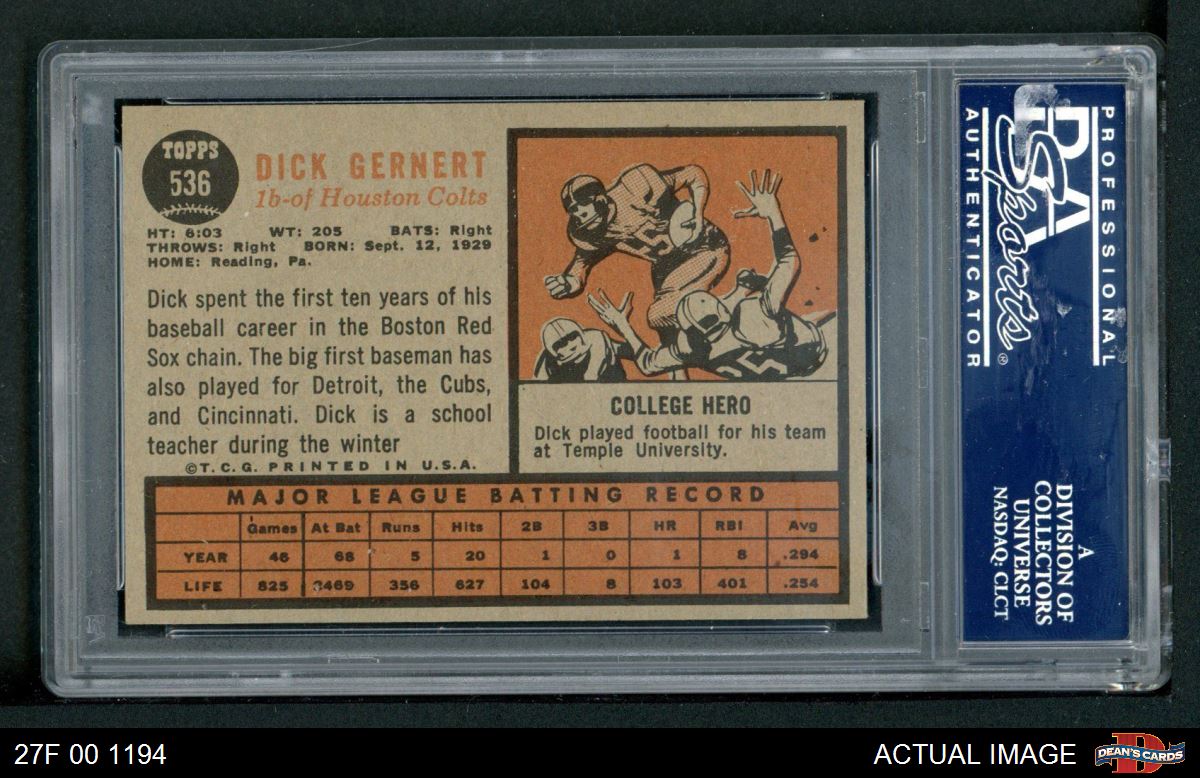 TOPPS
536
DICK GERNERT
1b-of Houston Colts
HT: 6:03 WT: 205 BATS: Right
THROWS: Right BORN: Sept. 12, 1929
HOME: Reading, Pa.
Dick spent the first ten years of his
baseball career in the Boston Red
Sox chain. The big first baseman has
also played for Detroit, the Cubs,
and Cincinnati. Dick is a school
teacher during the winter
©T.C.G. PRINTED IN U.S.A.
COLLEGE HERO
Dick played football for his team
at Temple University.
MAJOR LEAGUE BATTING RECORD
Games At Bat Runs Hits 2B 3B HR RBI Avg
YEAR 46 68 5 20 1 0 1 8 .294
LIFE 825 2469 356 627 104 8 103 401 .254
PROFESSIONAL
PSA
Sports®
AUTHENTICATOR
A
DIVISION OF
COLLECTORS
UNIVERSE
NASDAQ: CLCT
27F 00 1194
ACTUAL IMAGE
D
DEAN'S CARDS